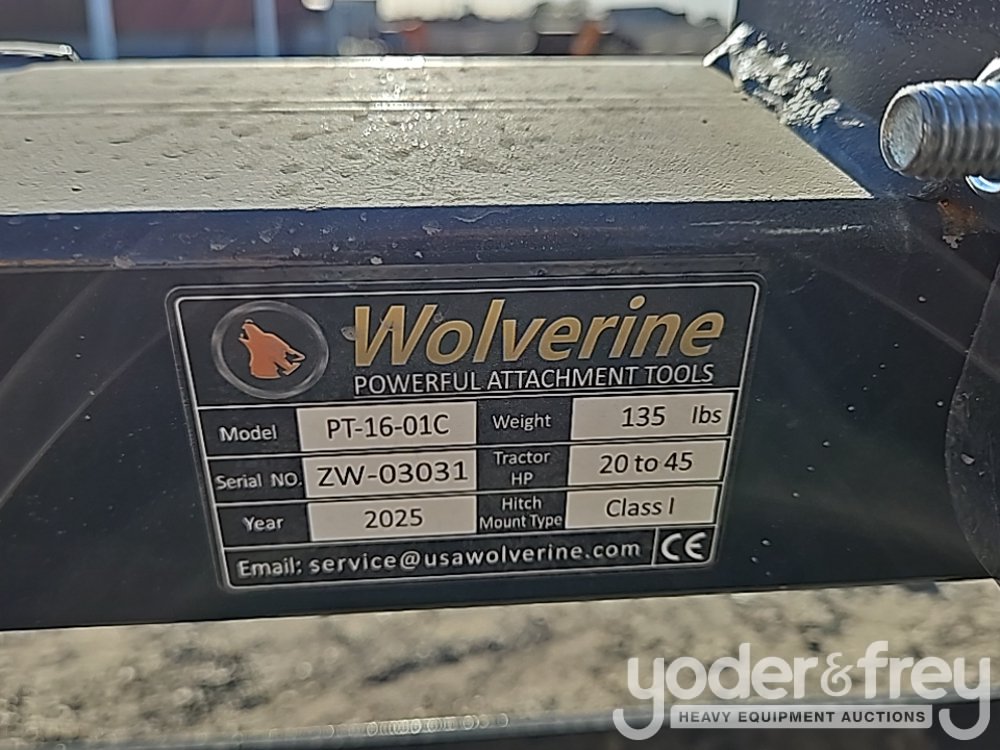 Wolverine
POWERFUL ATTACHMENT TOOLS
Model PT-16-01C Weight 135 lbs
Serial NO. ZW-03031 Tractor HP 20 to 45
Year 2025 Hitch Mount Type Class I
Email: service@usawolverine.com CE
yoder&frey
HEAVY EQUIPMENT AUCTIONS